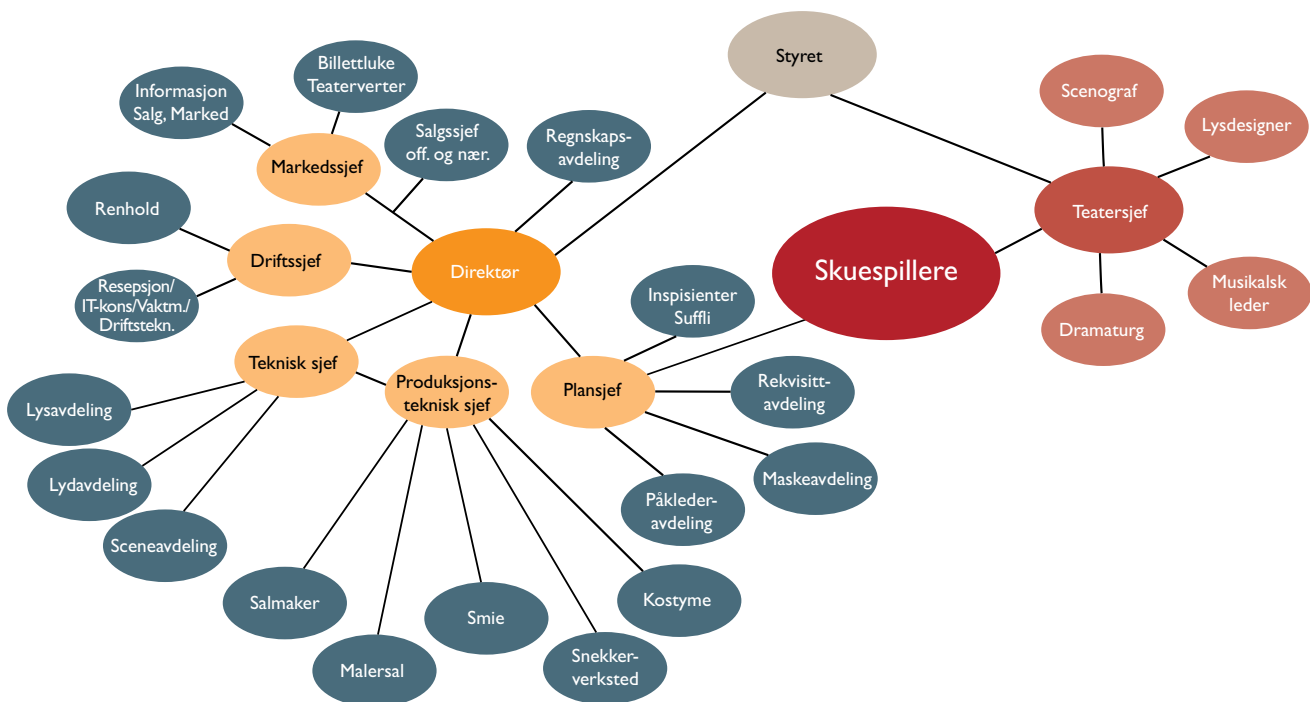 Styret
Billettluke
Teaterverter
Informasjon
Salg, Marked
Salgssjef
off. og nær.
Regnskaps-
avdeling
Markedssjef
Scenograf
Lysdesigner
Teatersjef
Musikalsk
leder
Dramaturg
Skuespillere
Renhold
Driftssjef
Resepsjon/
IT-kons/Vaktm./
Driftstekn.
Direktør
Inspisienter
Suffli
Teknisk sjef
Produksjons-
teknisk sjef
Plansjef
Rekvisitt-
avdeling
Maskeavdeling
Påkleder-
avdeling
Lysavdeling
Lydavdeling
Sceneavdeling
Salmaker
Malersal
Smie
Snekker-
verksted
Kostyme